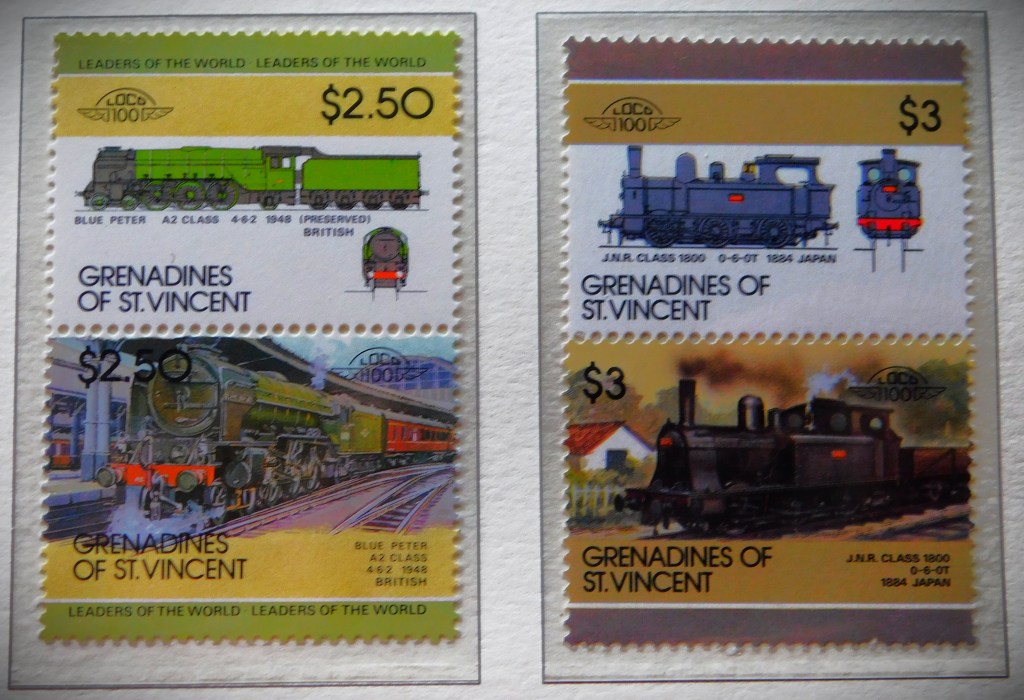 LEADERS OF THE WORLD LEADERS OF THE WORLD
LOCO
100
$2.50
BLUE PETER A2 CLASS 4-6-2 1948 (PRESERVED)
BRITISH
GRENADINES
OF ST.VINCENT
$2.50
LOCO
100
GRENADINES
OF ST.VINCENT
BLUE PETER
A2 CLASS
4-6-2 1948
BRITISH
LEADERS OF THE WORLD LEADERS OF THE WORLD
LOCO
100
$3
J.N.R. CLASS 1800 0-6-0T 1884 JAPAN
GRENADINES OF
ST.VINCENT
$3
LOCO
100
GRENADINES OF
ST.VINCENT
J.N.R. CLASS 1800
0-6-0T
1884 JAPAN